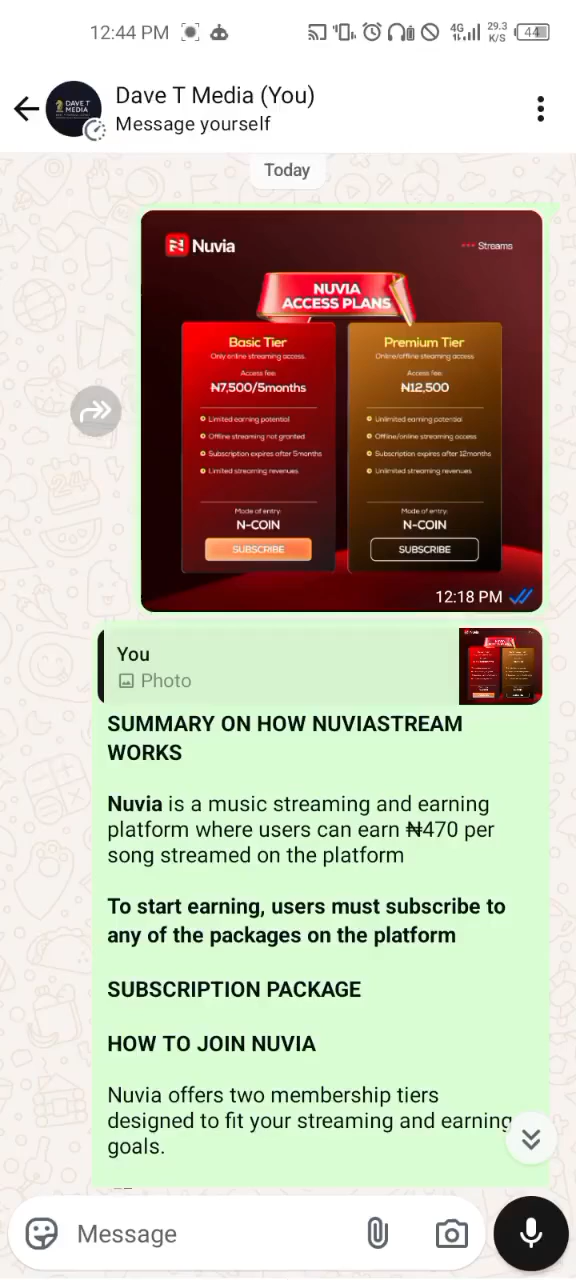 12:44 PM
4G
29.3
K/S
44
DAVE T
MEDIA
Dave T Media (You)
Message yourself
Today
Nuvia
Streams
NUVIA
ACCESS PLANS
Basic Tier
Only online streaming access.
Access fee:
₦7,500/5months
Limited earning potential
Offline streaming not granted
Subscription expires after 5months
Limited streaming revenues
Mode of entry:
N-COIN
SUBSCRIBE
Premium Tier
Online/offline streaming access
Access fee:
₦12,500
Unlimited earning potential
Offline/online streaming access
Subscription expires after 12months
Unlimited streaming revenues
Mode of entry:
N-COIN
SUBSCRIBE
12:18 PM
You
Photo
SUMMARY ON HOW NUVIASTREAM
WORKS
Nuvia is a music streaming and earning
platform where users can earn ₦470 per
song streamed on the platform
To start earning, users must subscribe to
any of the packages on the platform
SUBSCRIPTION PACKAGE
HOW TO JOIN NUVIA
Nuvia offers two membership tiers
designed to fit your streaming and earning
goals.
Message